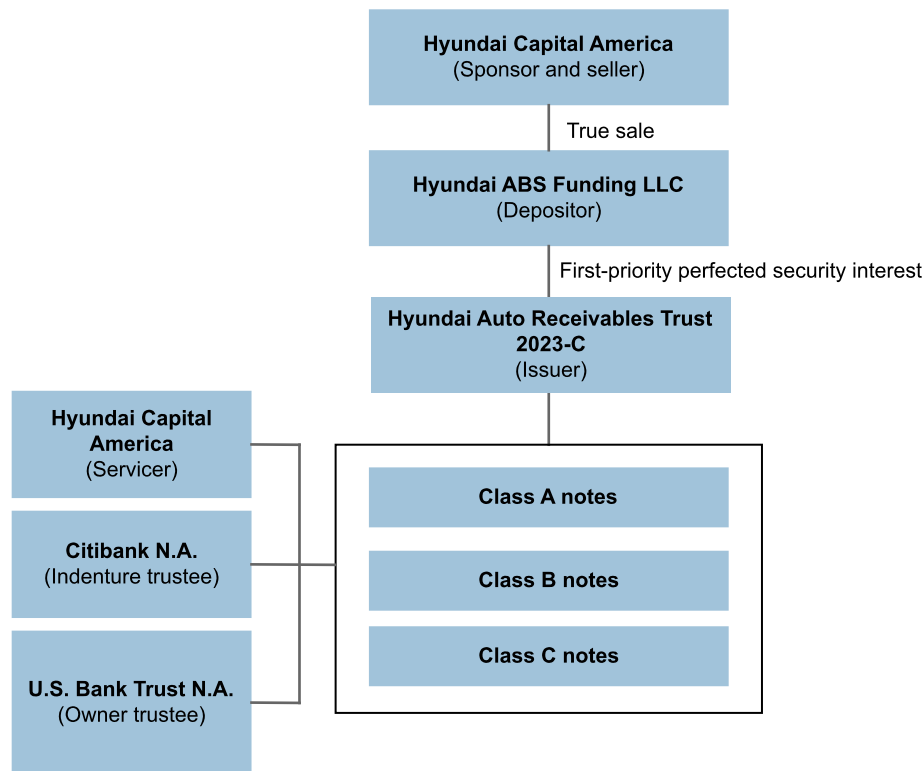 Hyundai Capital America
(Sponsor and seller)
True sale
Hyundai ABS Funding LLC
(Depositor)
First-priority perfected security interest
Hyundai Auto Receivables Trust
2023-C
(Issuer)
Hyundai Capital
America
(Servicer)
Citibank N.A.
(Indenture trustee)
U.S. Bank Trust N.A.
(Owner trustee)
Class A notes
Class B notes
Class C notes